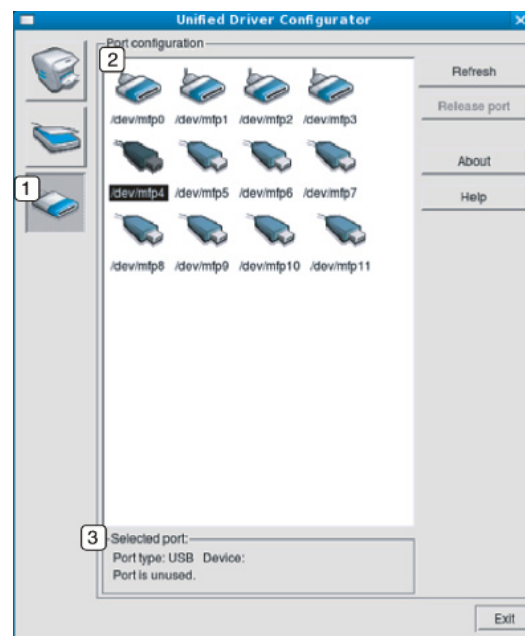 Unified Driver Configurator
Port configuration
2
Refresh
/dev/mfp0 /dev/mfp1 /dev/mfp2 /dev/mfp3
Release port
About
1
/dev/mfp4 /dev/mfp5 /dev/mfp6 /dev/mfp7
Help
/dev/mfp8 /dev/mfp9 /dev/mfp10 /dev/mfp11
3
Selected port:
Port type: USB Device:
Port is unused.
Exit